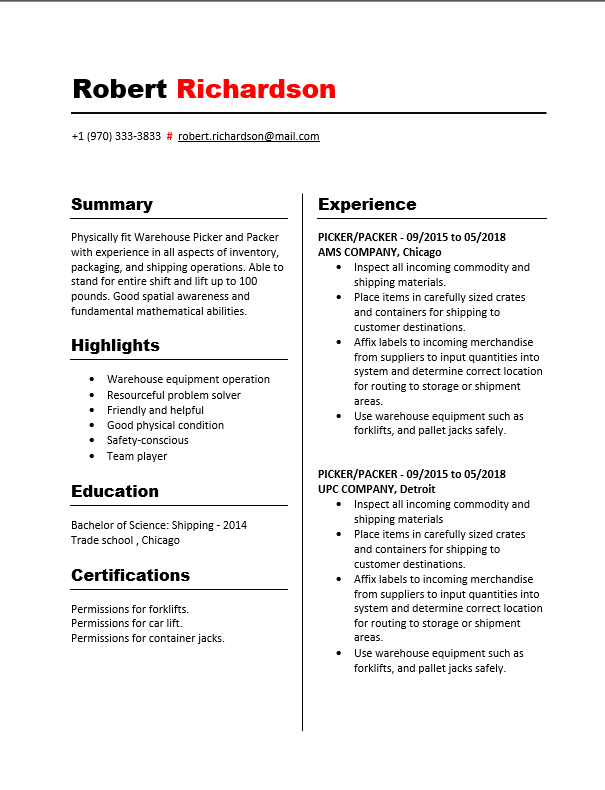 Robert Richardson
+1 (970) 333-3833 # robert.richardson@mail.com
Summary
Physically fit Warehouse Picker and Packer
with experience in all aspects of inventory,
packaging, and shipping operations. Able to
stand for entire shift and lift up to 100
pounds. Good spatial awareness and
fundamental mathematical abilities.
Highlights
• Warehouse equipment operation
• Resourceful problem solver
• Friendly and helpful
• Good physical condition
• Safety-conscious
• Team player
Education
Bachelor of Science: Shipping - 2014
Trade school , Chicago
Certifications
Permissions for forklifts.
Permissions for car lift.
Permissions for container jacks.
Experience
PICKER/PACKER - 09/2015 to 05/2018
AMS COMPANY, Chicago
• Inspect all incoming commodity and
shipping materials.
• Place items in carefully sized crates
and containers for shipping to
customer destinations.
• Affix labels to incoming merchandise
from suppliers to input quantities into
system and determine correct location
for routing to storage or shipment
areas.
• Use warehouse equipment such as
forklifts, and pallet jacks safely.
PICKER/PACKER - 09/2015 to 05/2018
UPC COMPANY, Detroit
• Inspect all incoming commodity and
shipping materials
• Place items in carefully sized crates
and containers for shipping to
customer destinations.
• Affix labels to incoming merchandise
from suppliers to input quantities into
system and determine correct location
for routing to storage or shipment
areas.
• Use warehouse equipment such as
forklifts, and pallet jacks safely.